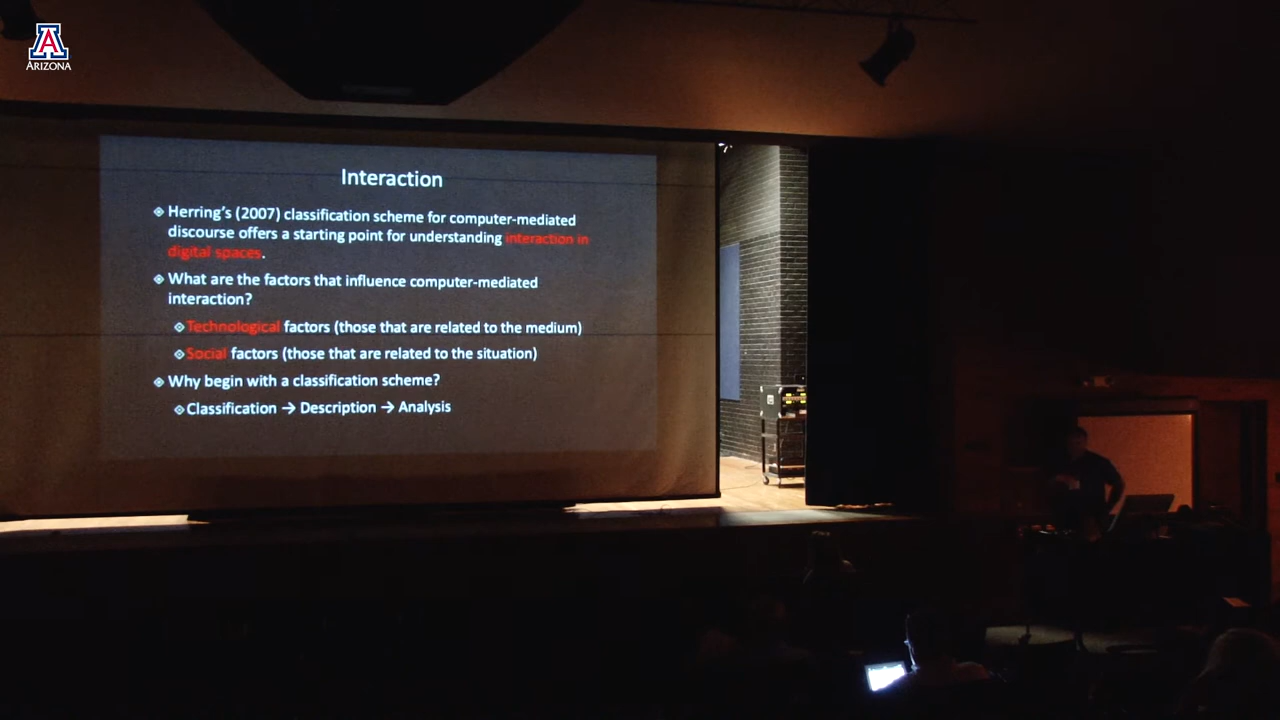 A
ARIZONA
Interaction
Herring's (2007) classification scheme for computer-mediated
discourse offers a starting point for understanding interaction in
digital spaces.
What are the factors that influence computer-mediated
interaction?
Technological factors (those that are related to the medium)
Social factors (those that are related to the situation)
Why begin with a classification scheme?
Classification → Description → Analysis